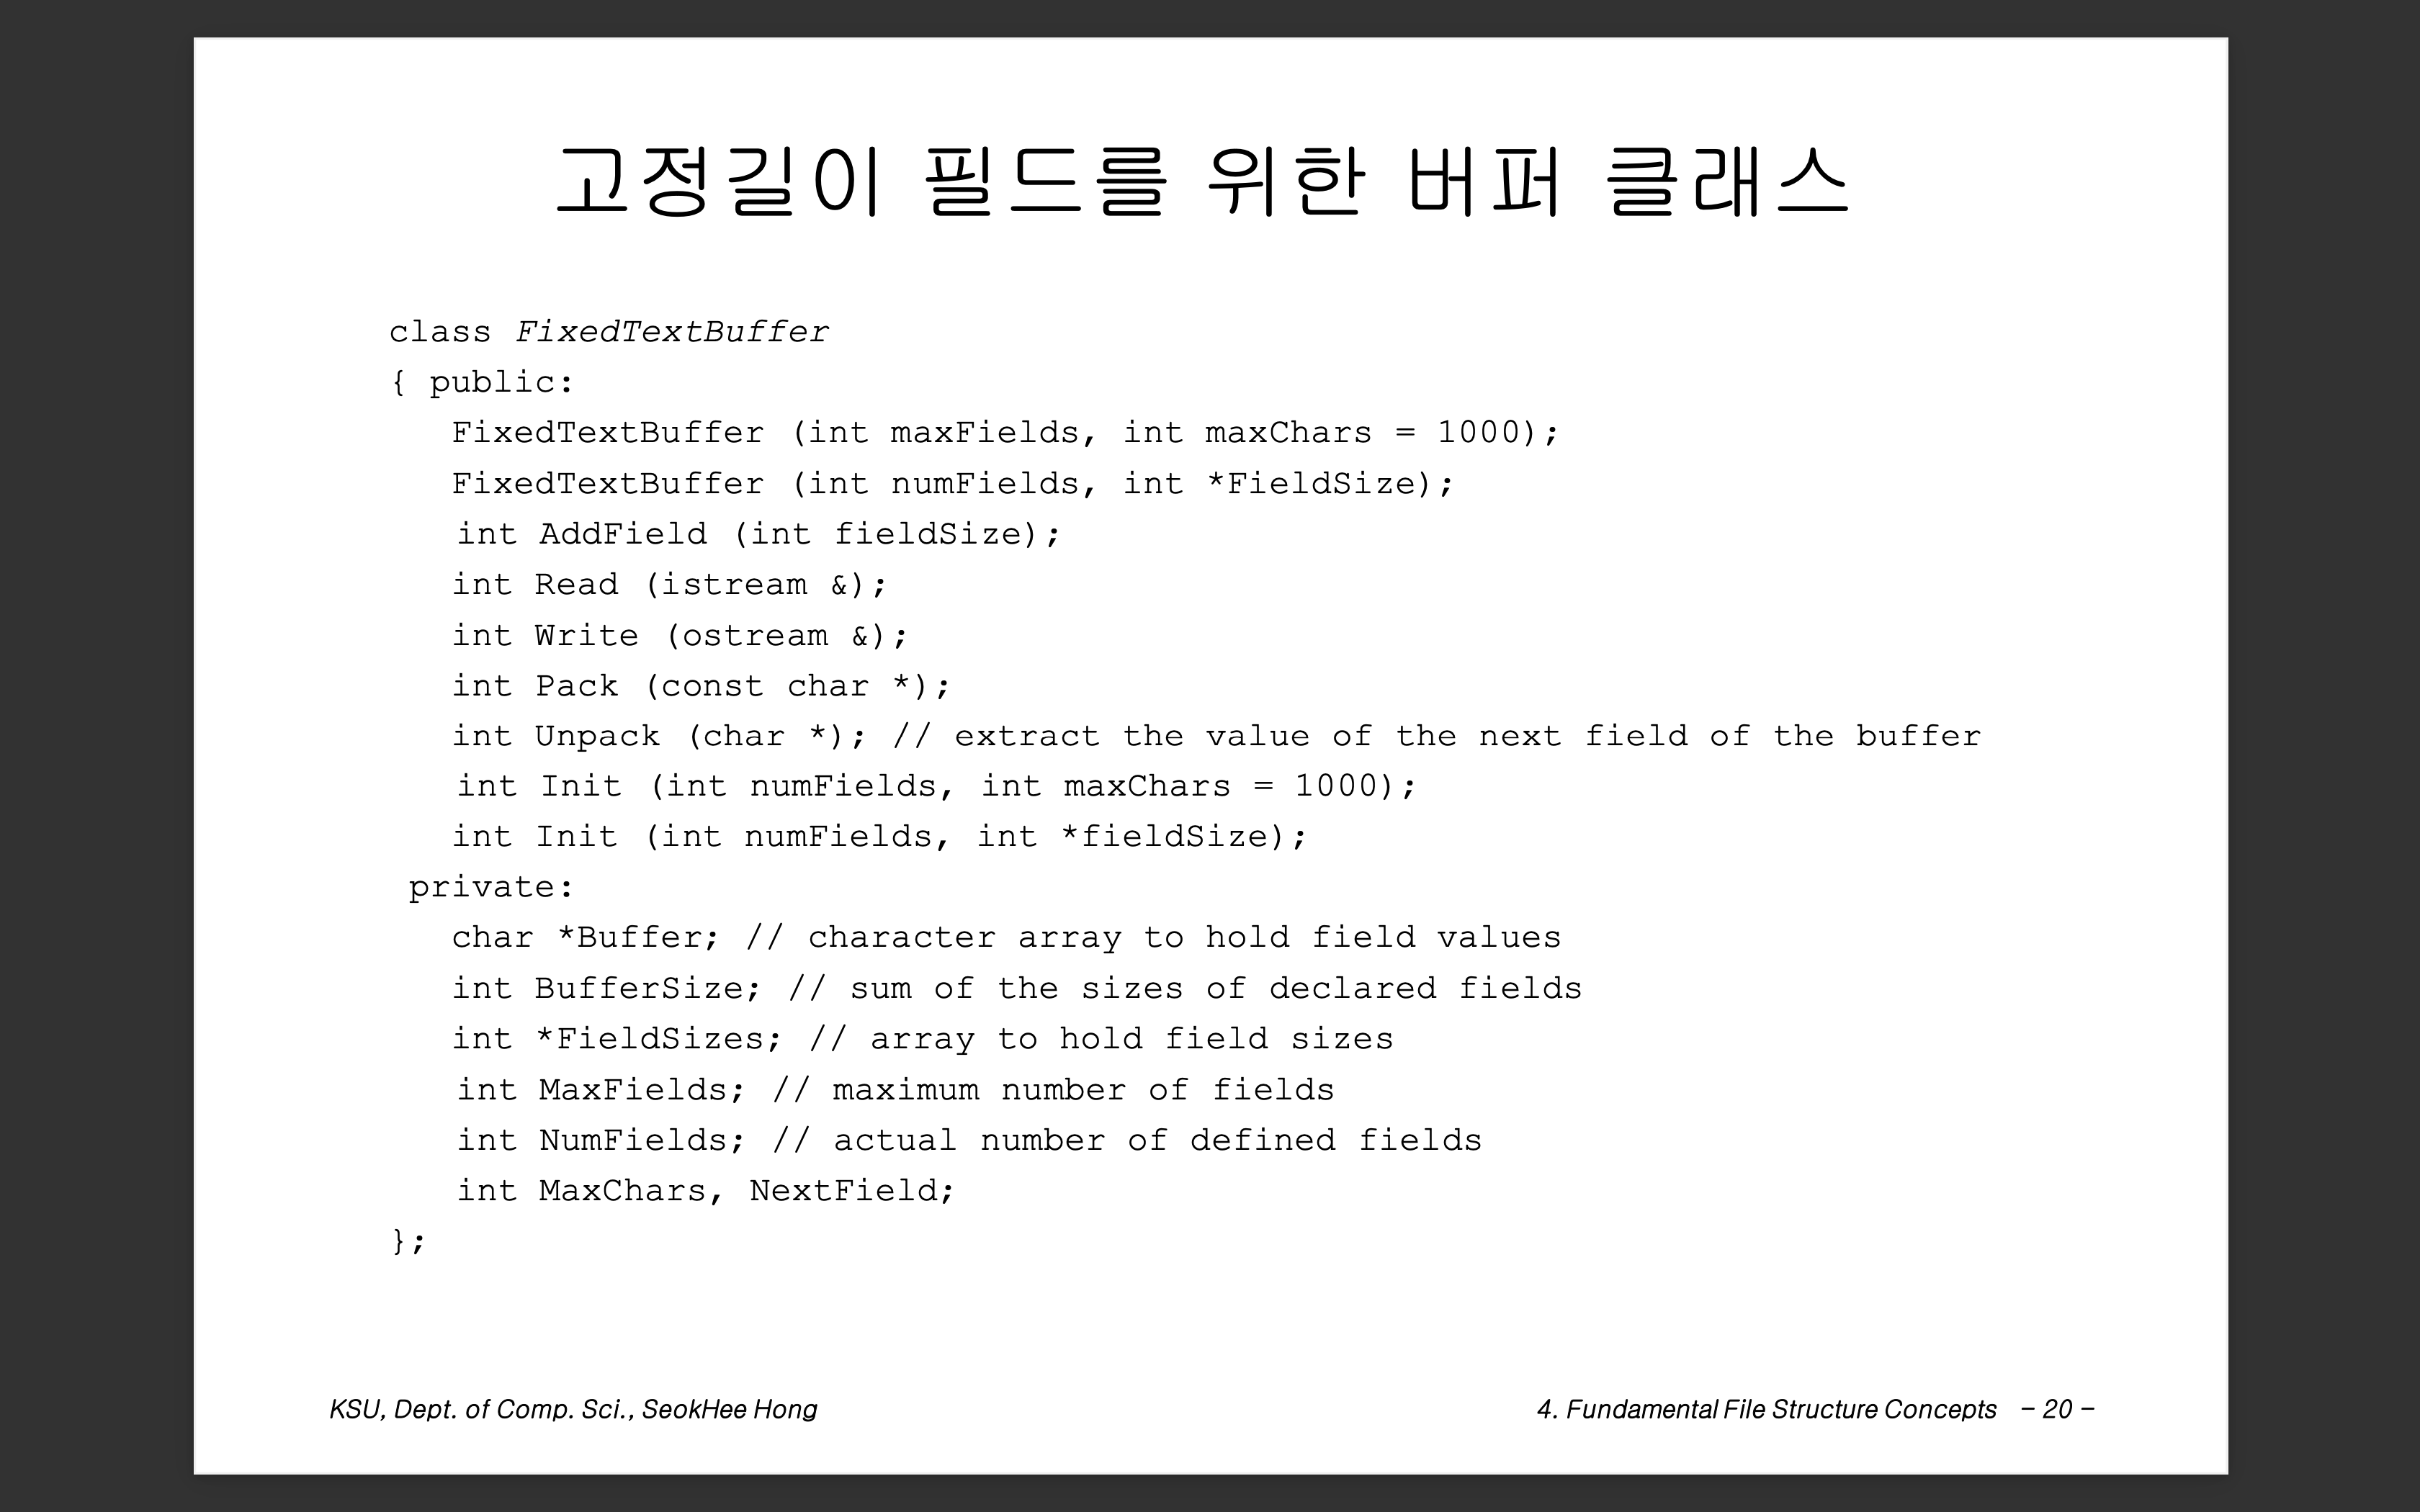 고정길이 필드를 위한 버퍼 클래스
class FixedTextBuffer
{ public:
FixedTextBuffer (int maxFields, int maxChars = 1000);
FixedTextBuffer (int numFields, int *FieldSize);
int AddField (int fieldSize);
int Read (istream &);
int Write (ostream &);
int Pack (const char *);
int Unpack (char *); // extract the value of the next field of the buffer
int Init (int numFields, int maxChars = 1000);
int Init (int numFields, int *fieldSize);
private:
char *Buffer; // character array to hold field values
int BufferSize; // sum of the sizes of declared fields
int *FieldSizes; // array to hold field sizes
int MaxFields; // maximum number of fields
int NumFields; // actual number of defined fields
int MaxChars, NextField;
};
KSU, Dept. of Comp. Sci., SeokHee Hong
4. Fundamental File Structure Concepts – 20 –